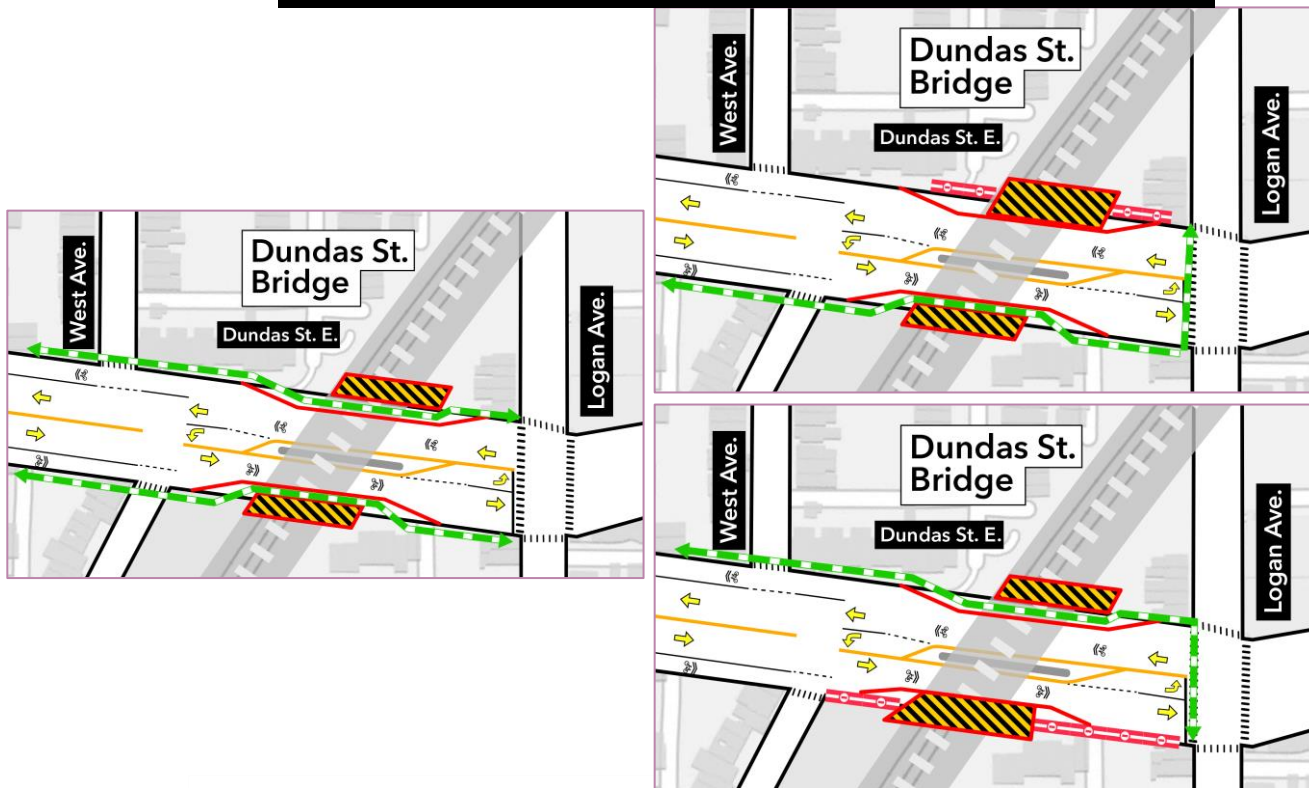 West Ave.
Dundas St.
Bridge
Dundas St. E.
Logan Ave.
West Ave.
Dundas St.
Bridge
Dundas St. E.
Logan Ave.
West Ave.
Dundas St.
Bridge
Dundas St. E.
Logan Ave.